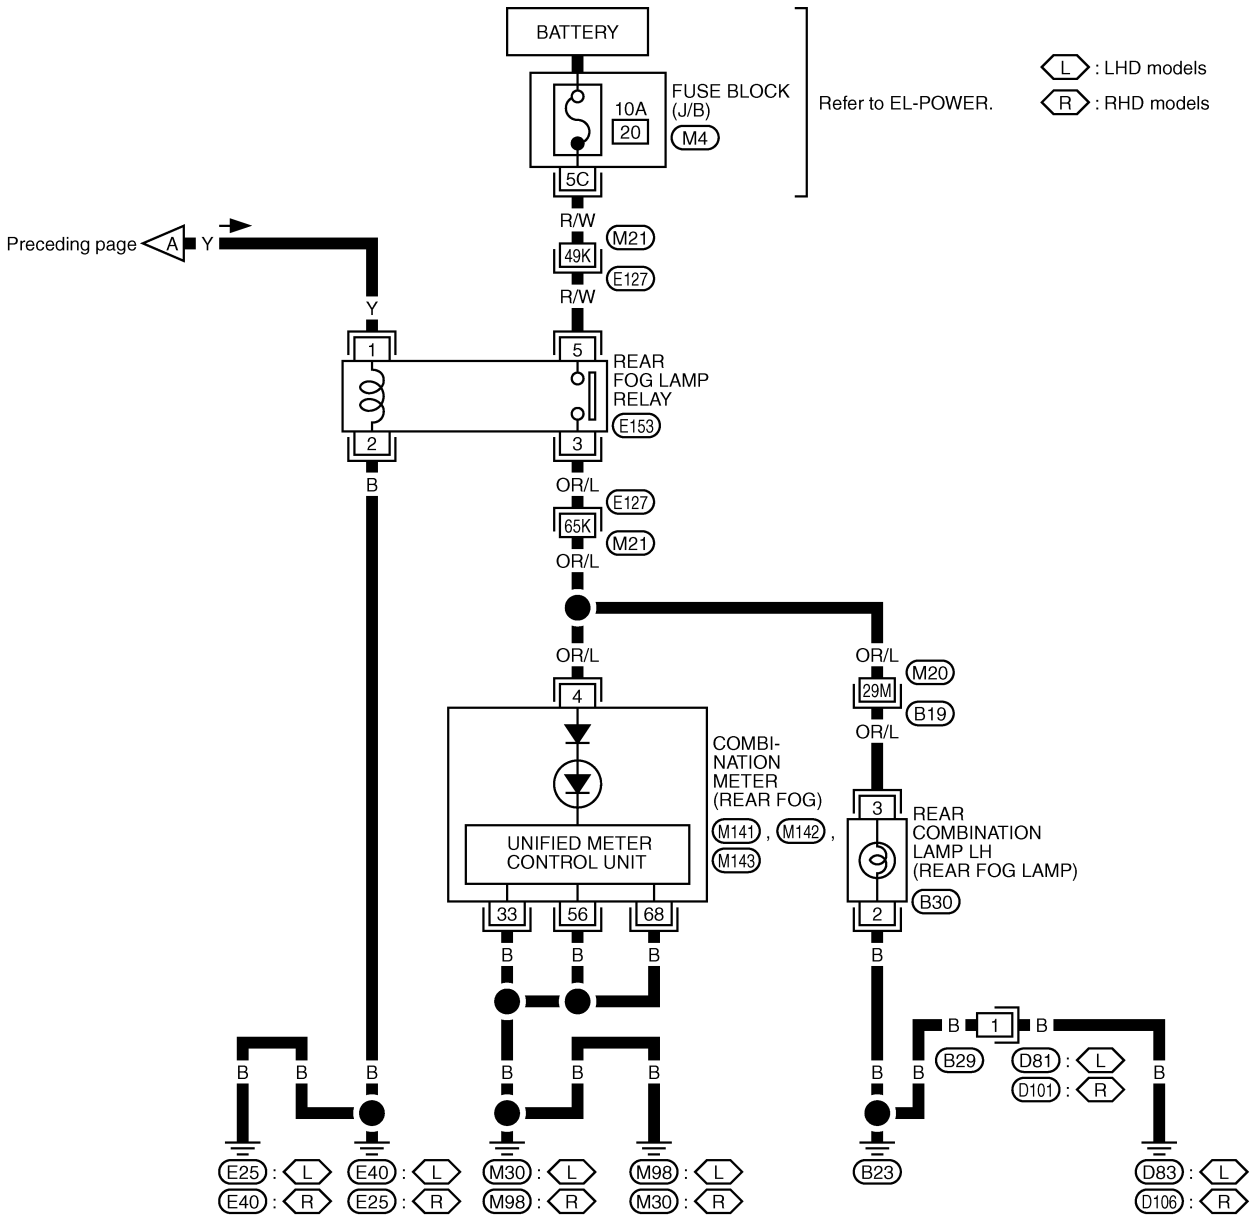 BATTERY
FUSE BLOCK
(J/B)
10A
20
M4
5C
Refer to EL-POWER.
L : LHD models
R : RHD models
R/W
M21
49K
E127
R/W
Preceding page A Y
Y
1
5
REAR
FOG LAMP
RELAY
E153
2
3
B
OR/L
E127
65K
M21
OR/L
OR/L
4
OR/L
M20
29M
B19
OR/L
COMBI-
NATION
METER
(REAR FOG)
M141 , M142 ,
M143
UNIFIED METER
CONTROL UNIT
33
56
68
3
REAR
COMBINATION
LAMP LH
(REAR FOG LAMP)
B30
2
B
B
B
B
B
1
B
B29
D81 : L
D101 : R
B
B
B
B
B
B
B
B
B
E25 : L
E40 : R
E40 : L
E25 : R
M30 : L
M98 : R
M98 : L
M30 : R
B23
D83 : L
D106 : R